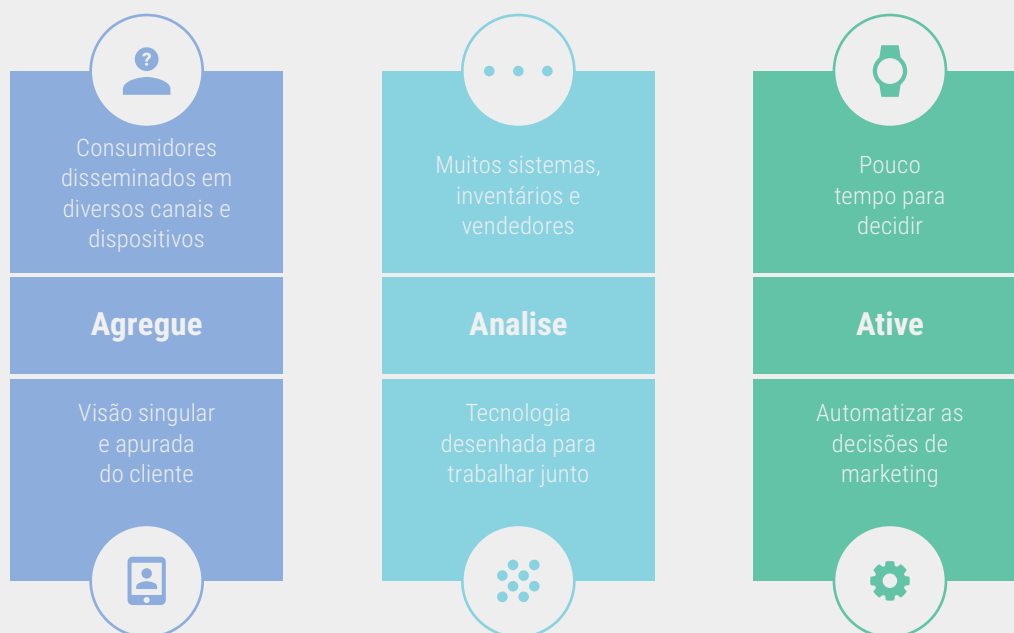 ?
Consumidores
disseminados em
diversos canais e
dispositivos
Agregue
Visão singular
e apurada
do cliente
Muitos sistemas,
inventários e
vendedores
Analise
Tecnologia
desenhada para
trabalhar junto
Pouco
tempo para
decidir
Ative
Automatizar as
decisões de
marketing